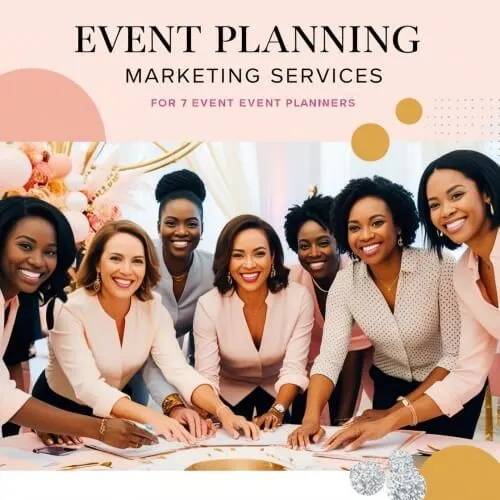 EVENT PLANNING
MARKETING SERVICES
FOR 7 EVENT EVENT PLANNERS